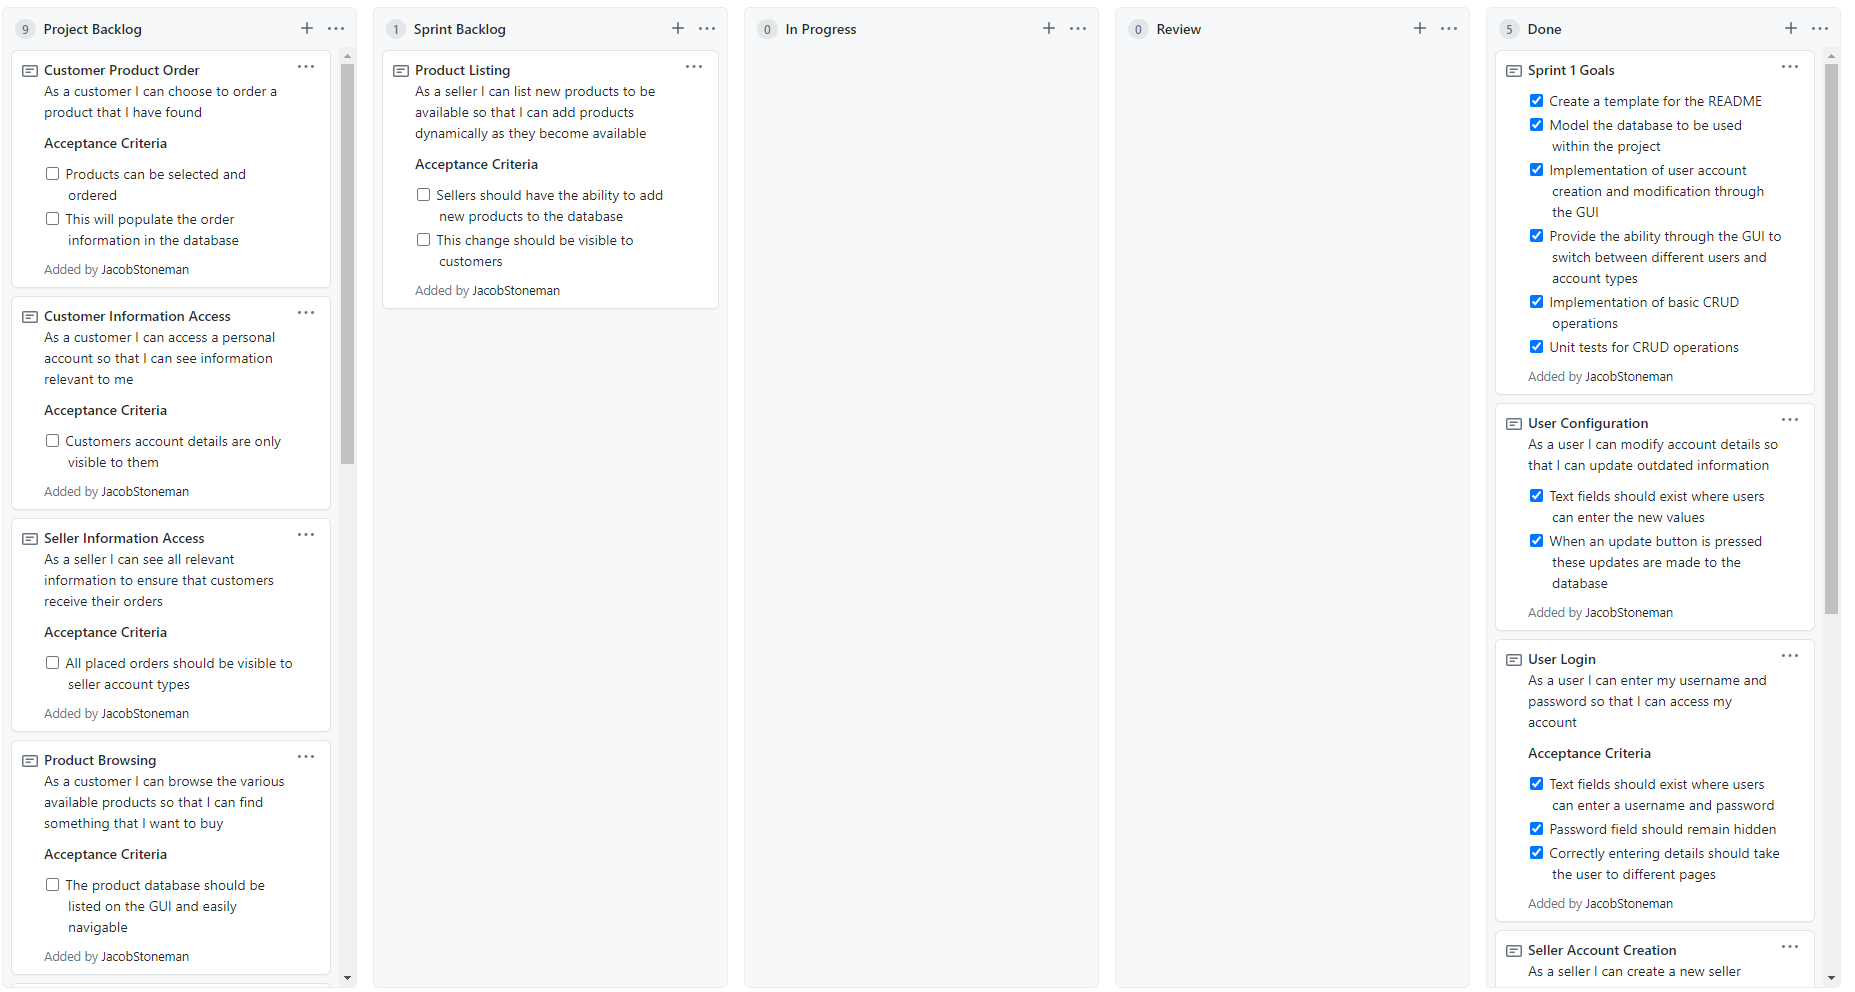 9 Project Backlog
Customer Product Order
As a customer I can choose to order a
product that I have found
Acceptance Criteria
Products can be selected and
ordered
This will populate the order
information in the database
Added by JacobStoneman
Customer Information Access
As a customer I can access a personal
account so that I can see information
relevant to me
Acceptance Criteria
Customers account details are only
visible to them
Added by JacobStoneman
Seller Information Access
As a seller I can see all relevant
information to ensure that customers
receive their orders
Acceptance Criteria
All placed orders should be visible to
seller account types
Added by JacobStoneman
Product Browsing
As a customer I can browse the various
available products so that I can find
something that I want to buy
Acceptance Criteria
The product database should be
listed on the GUI and easily
navigable
Added by JacobStoneman
1 Sprint Backlog
Product Listing
As a seller I can list new products to be
available so that I can add products
dynamically as they become available
Acceptance Criteria
Sellers should have the ability to add
new products to the database
This change should be visible to
customers
Added by JacobStoneman
0 In Progress
0 Review
5 Done
Sprint 1 Goals
Create a template for the README
Model the database to be used
within the project
Implementation of user account
creation and modification through
the GUI
Provide the ability through the GUI to
switch between different users and
account types
Implementation of basic CRUD
operations
Unit tests for CRUD operations
Added by JacobStoneman
User Configuration
As a user I can modify account details so
that I can update outdated information
Text fields should exist where users
can enter the new values
When an update button is pressed
these updates are made to the
database
Added by JacobStoneman
User Login
As a user I can enter my username and
password so that I can access my
account
Acceptance Criteria
Text fields should exist where users
can enter a username and password
Password field should remain hidden
Correctly entering details should take
the user to different pages
Added by JacobStoneman
Seller Account Creation
As a seller I can create a new seller